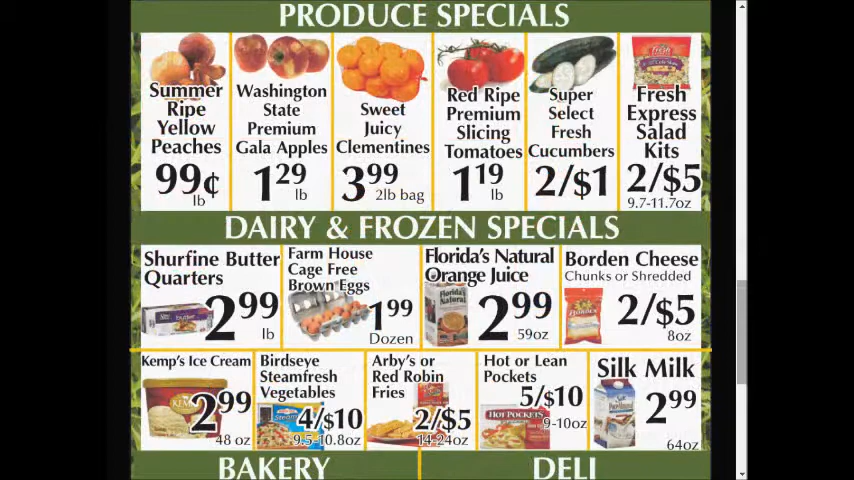 PRODUCE SPECIALS
Summer
Ripe
Yellow
Peaches
99¢
lb
Washington
State
Premium
Gala Apples
1 29
lb
Sweet
Juicy
Clementines
3 99
2lb bag
Red Ripe
Premium
Slicing
Tomatoes
1 19
lb
Super
Select
Fresh
Cucumbers
2/$1
Fresh
Express
Salad
Kits
2/$5
9.7-11.7oz
DAIRY & FROZEN SPECIALS
Shurfine Butter
Quarters
2 99
lb
Farm House
Cage Free
Brown Eggs
1 99
Dozen
Florida's Natural
Orange Juice
Florida's
Natural
2 99
59oz
Borden Cheese
Chunks or Shredded
2/$5
8oz
Kemp's Ice Cream
2 99
48 oz
Birdseye
Steamfresh
Vegetables
4/$10
9.5-10.8oz
Arby's or
Red Robin
Fries
2/$5
14-24oz
Hot or Lean
Pockets
5/$10
HOT POCKETS
9-10oz
Silk Milk
Silk
2 99
64oz
BAKERY
DELI